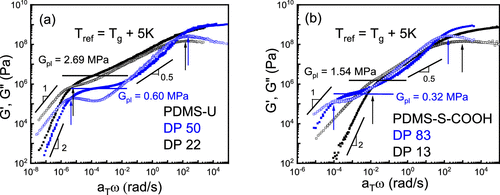 (a)
T_ref = T_g + 5K
G_pl = 2.69 MPa
1
0.5
G_pl = 0.60 MPa
2
PDMS-U
DP 50
DP 22
G', G'' (Pa)
10^10
10^8
10^6
10^4
10^2
10^-8 10^-6 10^-4 10^-2 10^0 10^2 10^4
a_Tω (rad/s)
(b)
T_ref = T_g + 5K
G_pl = 1.54 MPa
1
0.5
G_pl = 0.32 MPa
2
PDMS-S-COOH
DP 83
DP 13
G', G'' (Pa)
10^10
10^8
10^6
10^4
10^2
10^-6 10^-4 10^-2 10^0 10^2 10^4
a_Tω (rad/s)